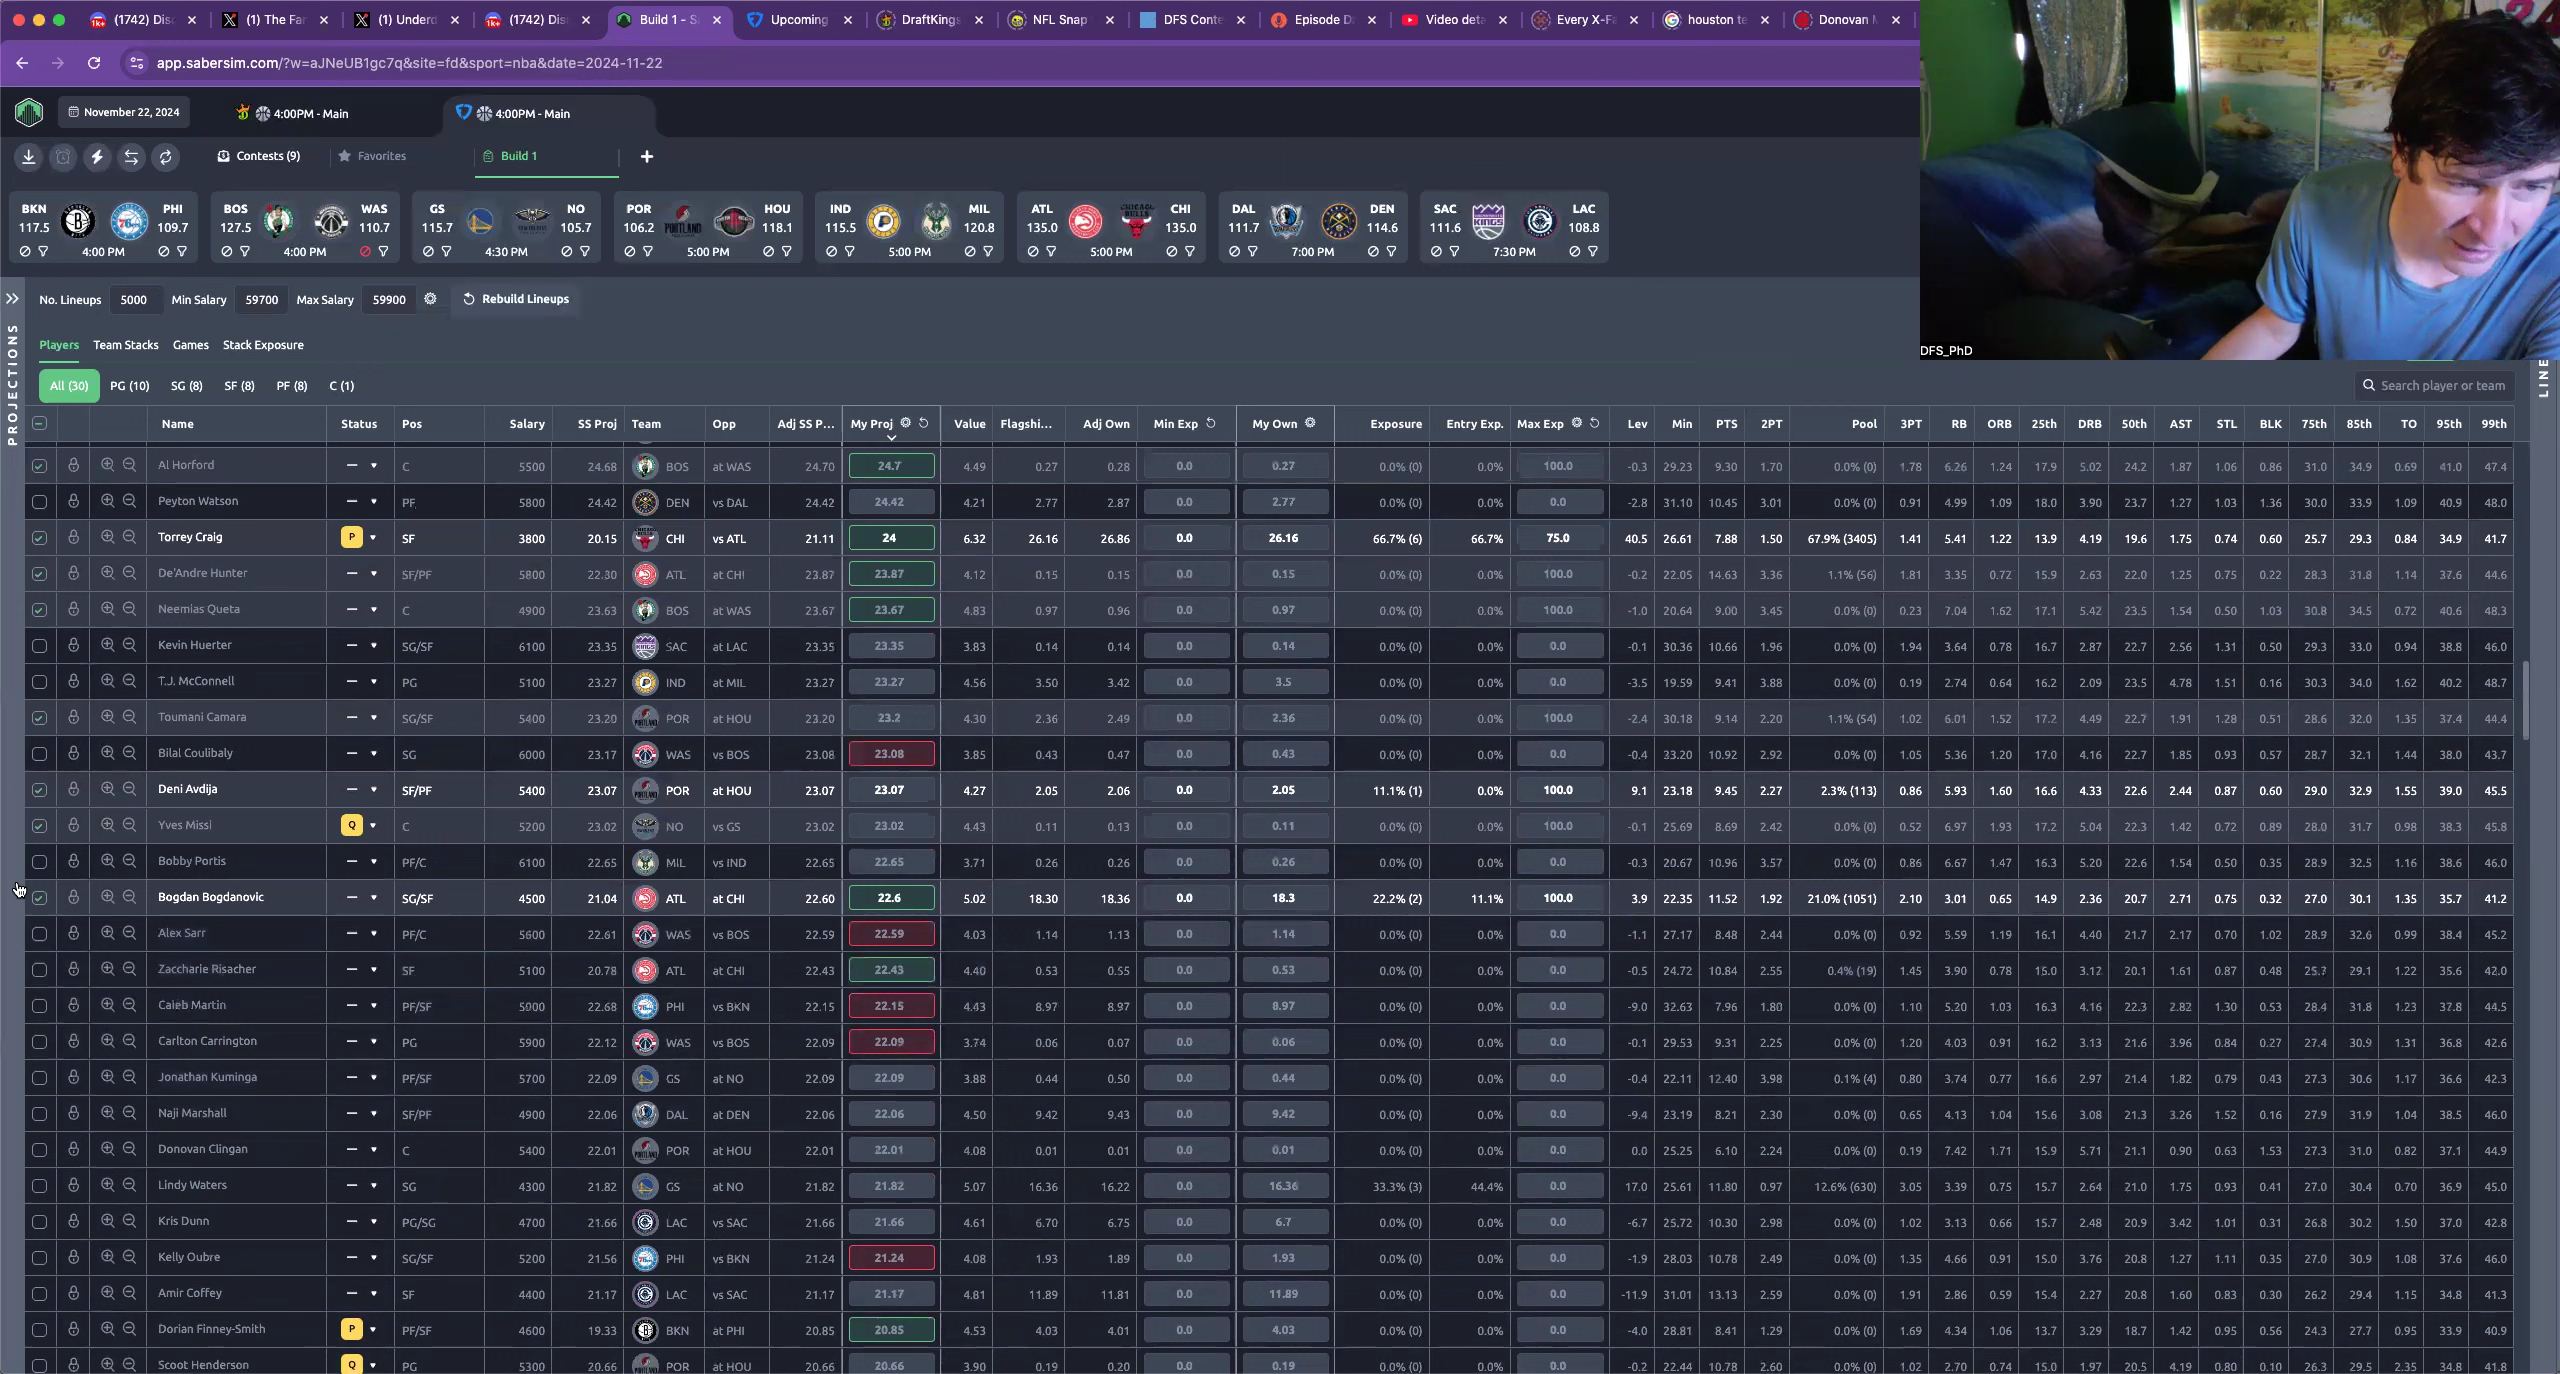 (1742) Disc
(1) The Far
(1) Underd
(1742) Dis
Build 1 - S
Upcoming
DraftKings
NFL Snap
DFS Conte
Episode D
Video deta
Every X-Fa
houston te
Donovan M
app.sabersim.com/?w=aJNeUB1gc7q&site=fd&sport=nba&date=2024-11-22
November 22, 2024
4:00PM - Main
4:00PM - Main
Contests (9)
Favorites
Build 1
BKN 117.5 PHI 109.7 4:00 PM
BOS 127.5 WAS 110.7 4:00 PM
GS 115.7 NO 105.7 4:30 PM
POR 106.2 HOU 118.1 5:00 PM
IND 115.5 MIL 120.8 5:00 PM
ATL 135.0 CHI 135.0 5:00 PM
DAL 111.7 DEN 114.6 7:00 PM
SAC 111.6 LAC 108.8 7:30 PM
No. Lineups 5000 Min Salary 59700 Max Salary 59900 Rebuild Lineups
DFS_PhD
PROJECTIONS
LINE
Players Team Stacks Games Stack Exposure
All (30) PG (10) SG (8) SF (8) PF (8) C (1)
Search player or team
Name Status Pos Salary SS Proj Team Opp Adj SS P... My Proj Value Flagshi... Adj Own Min Exp My Own Exposure Entry Exp. Max Exp Lev Min PTS 2PT Pool 3PT RB ORB 25th DRB 50th AST STL BLK 75th 85th TO 95th 99th
Al Horford — C 5500 24.68 BOS at WAS 24.70 24.7 4.49 0.27 0.28 0.0 0.27 0.0% (0) 0.0% 100.0 -0.3 29.23 9.30 1.70 0.0% (0) 1.78 6.26 1.24 17.9 5.02 24.2 1.87 1.06 0.86 31.0 34.9 0.69 41.0 47.4
Peyton Watson — PF 5800 24.42 DEN vs DAL 24.42 24.42 4.21 2.77 2.87 0.0 2.77 0.0% (0) 0.0% 0.0 -2.8 31.10 10.45 3.01 0.0% (0) 0.91 4.99 1.09 18.0 3.90 23.7 1.27 1.03 1.36 30.0 33.9 1.09 40.9 48.0
Torrey Craig P SF 3800 20.15 CHI vs ATL 21.11 24 6.32 26.16 26.86 0.0 26.16 66.7% (6) 66.7% 75.0 40.5 26.61 7.88 1.50 67.9% (3405) 1.41 5.41 1.22 13.9 4.19 19.6 1.75 0.74 0.60 25.7 29.3 0.84 34.9 41.7
De'Andre Hunter — SF/PF 5800 22.30 ATL at CHI 23.87 23.87 4.12 0.15 0.15 0.0 0.15 0.0% (0) 0.0% 100.0 -0.2 22.05 14.63 3.36 1.1% (56) 1.81 3.35 0.72 15.9 2.63 22.0 1.25 0.75 0.22 28.3 31.8 1.14 37.6 44.6
Neemias Queta — C 4900 23.63 BOS at WAS 23.67 23.67 4.83 0.97 0.96 0.0 0.97 0.0% (0) 0.0% 100.0 -1.0 20.64 9.00 3.45 0.0% (0) 0.23 7.04 1.62 17.1 5.42 23.5 1.54 0.50 1.03 30.8 34.5 0.72 40.6 48.3
Kevin Huerter — SG/SF 6100 23.35 SAC at LAC 23.35 23.35 3.83 0.14 0.14 0.0 0.14 0.0% (0) 0.0% 0.0 -0.1 30.36 10.66 1.96 0.0% (0) 1.94 3.64 0.78 16.7 2.87 22.7 2.56 1.31 0.50 29.3 33.0 0.94 38.8 46.0
T.J. McConnell — PG 5100 23.27 IND at MIL 23.27 23.27 4.56 3.50 3.42 0.0 3.5 0.0% (0) 0.0% 0.0 -3.5 19.59 9.41 3.88 0.0% (0) 0.19 2.74 0.64 16.2 2.09 23.5 4.78 1.51 0.16 30.3 34.0 1.62 40.2 48.7
Toumani Camara — SG/SF 5400 23.20 POR at HOU 23.20 23.2 4.30 2.36 2.49 0.0 2.36 0.0% (0) 0.0% 100.0 -2.4 30.18 9.14 2.20 1.1% (54) 1.02 6.01 1.52 17.2 4.49 22.7 1.91 1.28 0.51 28.6 32.0 1.35 37.4 44.4
Bilal Coulibaly — SG 6000 23.17 WAS vs BOS 23.08 23.08 3.85 0.43 0.47 0.0 0.43 0.0% (0) 0.0% 0.0 -0.4 33.20 10.92 2.92 0.0% (0) 1.05 5.36 1.20 17.0 4.16 22.7 1.85 0.93 0.57 28.7 32.1 1.44 38.0 43.7
Deni Avdija — SF/PF 5400 23.07 POR at HOU 23.07 23.07 4.27 2.05 2.06 0.0 2.05 11.1% (1) 0.0% 100.0 9.1 23.18 9.45 2.27 2.3% (113) 0.86 5.93 1.60 16.6 4.33 22.6 2.44 0.87 0.60 29.0 32.9 1.55 39.0 45.5
Yves Missi Q C 5200 23.02 NO vs GS 23.02 23.02 4.43 0.11 0.13 0.0 0.11 0.0% (0) 0.0% 100.0 -0.1 25.69 8.69 2.42 0.0% (0) 0.52 6.97 1.93 17.2 5.04 22.3 1.42 0.72 0.89 28.0 31.7 0.98 38.3 45.8
Bobby Portis — PF/C 6100 22.65 MIL vs IND 22.65 22.65 3.71 0.26 0.26 0.0 0.26 0.0% (0) 0.0% 0.0 -0.3 20.67 10.96 3.57 0.0% (0) 0.86 6.67 1.47 16.3 5.20 22.6 1.54 0.50 0.35 28.9 32.5 1.16 38.6 46.0
Bogdan Bogdanovic — SG/SF 4500 21.04 ATL at CHI 22.60 22.6 5.02 18.30 18.36 0.0 18.3 22.2% (2) 11.1% 100.0 3.9 22.35 11.52 1.92 21.0% (1051) 2.10 3.01 0.65 14.9 2.36 20.7 2.71 0.75 0.32 27.0 30.1 1.35 35.7 41.2
Alex Sarr — PF/C 5600 22.61 WAS vs BOS 22.59 22.59 4.03 1.14 1.13 0.0 1.14 0.0% (0) 0.0% 0.0 -1.1 27.17 8.48 2.44 0.0% (0) 0.92 5.59 1.19 16.1 4.40 21.7 2.17 0.70 1.02 28.9 32.6 0.99 38.4 45.2
Zaccharie Risacher — SF 5100 20.78 ATL at CHI 22.43 22.43 4.40 0.53 0.55 0.0 0.53 0.0% (0) 0.0% 0.0 -0.5 24.72 10.84 2.55 0.4% (19) 1.45 3.90 0.78 15.0 3.12 20.1 1.61 0.87 0.48 25.7 29.1 1.22 35.6 42.0
Caleb Martin — PF/SF 5000 22.68 PHI vs BKN 22.15 22.15 4.43 8.97 8.97 0.0 8.97 0.0% (0) 0.0% 0.0 -9.0 32.63 7.96 1.80 0.0% (0) 1.10 5.20 1.03 16.3 4.16 22.3 2.82 1.30 0.53 28.4 31.8 1.23 37.8 44.5
Carlton Carrington — PG 5900 22.12 WAS vs BOS 22.09 22.09 3.74 0.06 0.07 0.0 0.06 0.0% (0) 0.0% 0.0 -0.1 29.53 9.31 2.25 0.0% (0) 1.20 4.03 0.91 16.2 3.13 21.6 3.96 0.84 0.27 27.4 30.9 1.31 36.8 42.6
Jonathan Kuminga — PF/SF 5700 22.09 GS at NO 22.09 22.09 3.88 0.44 0.50 0.0 0.44 0.0% (0) 0.0% 0.0 -0.4 22.11 12.40 3.98 0.1% (4) 0.80 3.74 0.77 16.6 2.97 21.4 1.82 0.79 0.43 27.3 30.6 1.17 36.6 42.3
Naji Marshall — SF/PF 4900 22.06 DAL at DEN 22.06 22.06 4.50 9.42 9.43 0.0 9.42 0.0% (0) 0.0% 0.0 -9.4 23.19 8.21 2.30 0.0% (0) 0.65 4.13 1.04 15.6 3.08 21.3 3.26 1.52 0.16 27.9 31.9 1.04 38.5 46.0
Donovan Clingan — C 5400 22.01 POR at HOU 22.01 22.01 4.08 0.01 0.01 0.0 0.01 0.0% (0) 0.0% 0.0 0.0 25.25 6.10 2.24 0.0% (0) 0.19 7.42 1.71 15.9 5.71 21.1 0.90 0.63 1.53 27.3 31.0 0.82 37.1 44.9
Lindy Waters — SG 4300 21.82 GS at NO 21.82 21.82 5.07 16.36 16.22 0.0 16.36 33.3% (3) 44.4% 0.0 17.0 25.61 11.80 0.97 12.6% (630) 3.05 3.39 0.75 15.7 2.64 21.0 1.75 0.93 0.41 27.0 30.4 0.70 36.9 45.0
Kris Dunn — PG/SG 4700 21.66 LAC vs SAC 21.66 21.66 4.61 6.70 6.75 0.0 6.7 0.0% (0) 0.0% 0.0 -6.7 25.72 10.30 2.98 0.0% (0) 1.02 3.13 0.66 15.7 2.48 20.9 3.42 1.01 0.31 26.8 30.2 1.50 37.0 42.8
Kelly Oubre — SG/SF 5200 21.56 PHI vs BKN 21.24 21.24 4.08 1.93 1.89 0.0 1.93 0.0% (0) 0.0% 0.0 -1.9 28.03 10.78 2.49 0.0% (0) 1.35 4.66 0.91 15.0 3.76 20.8 1.27 1.11 0.35 27.0 30.9 1.08 37.6 46.0
Amir Coffey — SF 4400 21.17 LAC vs SAC 21.17 21.17 4.81 11.89 11.81 0.0 11.89 0.0% (0) 0.0% 0.0 -11.9 31.01 13.13 2.59 0.0% (0) 1.91 2.86 0.59 15.4 2.27 20.8 1.60 0.83 0.30 26.2 29.4 1.15 34.8 41.3
Dorian Finney-Smith P PF/SF 4600 19.33 BKN at PHI 20.85 20.85 4.53 4.03 4.01 0.0 4.03 0.0% (0) 0.0% 0.0 -4.0 28.81 8.41 1.29 0.0% (0) 1.69 4.34 1.06 13.7 3.29 18.7 1.42 0.95 0.56 24.3 27.7 0.95 33.9 40.9
Scoot Henderson Q PG 5300 20.66 POR at HOU 20.66 20.66 3.90 0.19 0.20 0.0 0.19 0.0% (0) 0.0% 0.0 -0.2 22.44 10.78 2.60 0.0% (0) 1.02 2.70 0.74 15.0 1.97 20.5 4.19 0.80 0.10 26.3 29.5 2.35 34.8 41.8